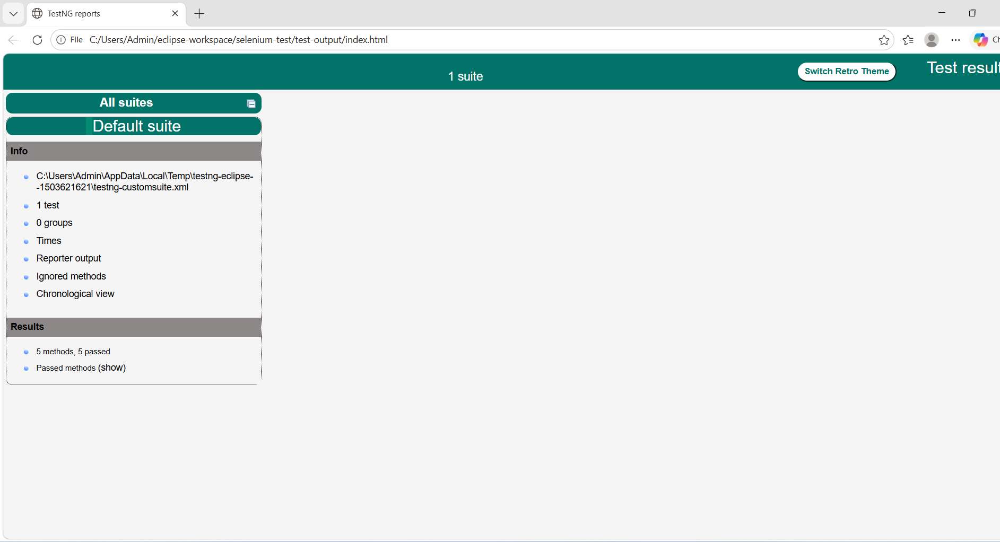 TestNG reports
File C:/Users/Admin/eclipse-workspace/selenium-test/test-output/index.html
1 suite
Switch Retro Theme
Test result
All suites
Default suite
Info
C:\Users\Admin\AppData\Local\Temp\testng-eclipse-
-1503621621\testng-customsuite.xml
1 test
0 groups
Times
Reporter output
Ignored methods
Chronological view
Results
5 methods, 5 passed
Passed methods (show)